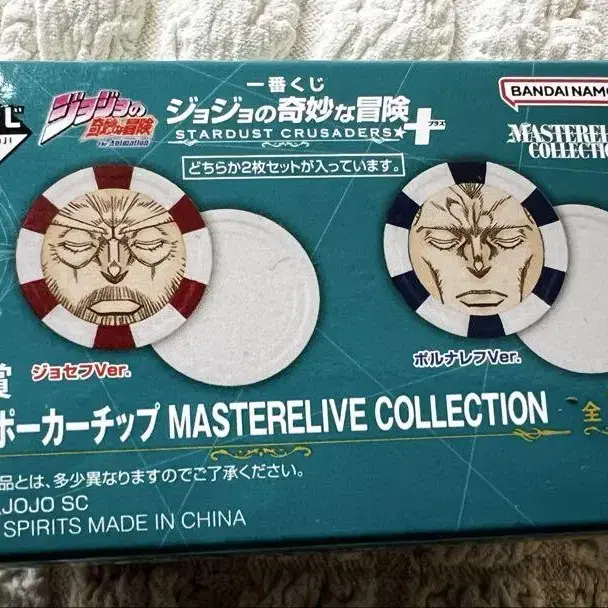 じ
一番くじ
ジョジョの奇妙な冒険
The Animation
ジョジョの奇妙な冒険
STARDUST CRUSADERS★+
プラス
BANDAI NAMCO
MASTERELI
COLLECTION
どちらか2枚セットが入っています。
賞
ジョセフVer.
ポルナレフVer.
ポーカーチップ MASTERELIVE COLLECTION
全
品とは、多少異なりますのでご了承ください。
,JOJO SC
SPIRITS MADE IN CHINA